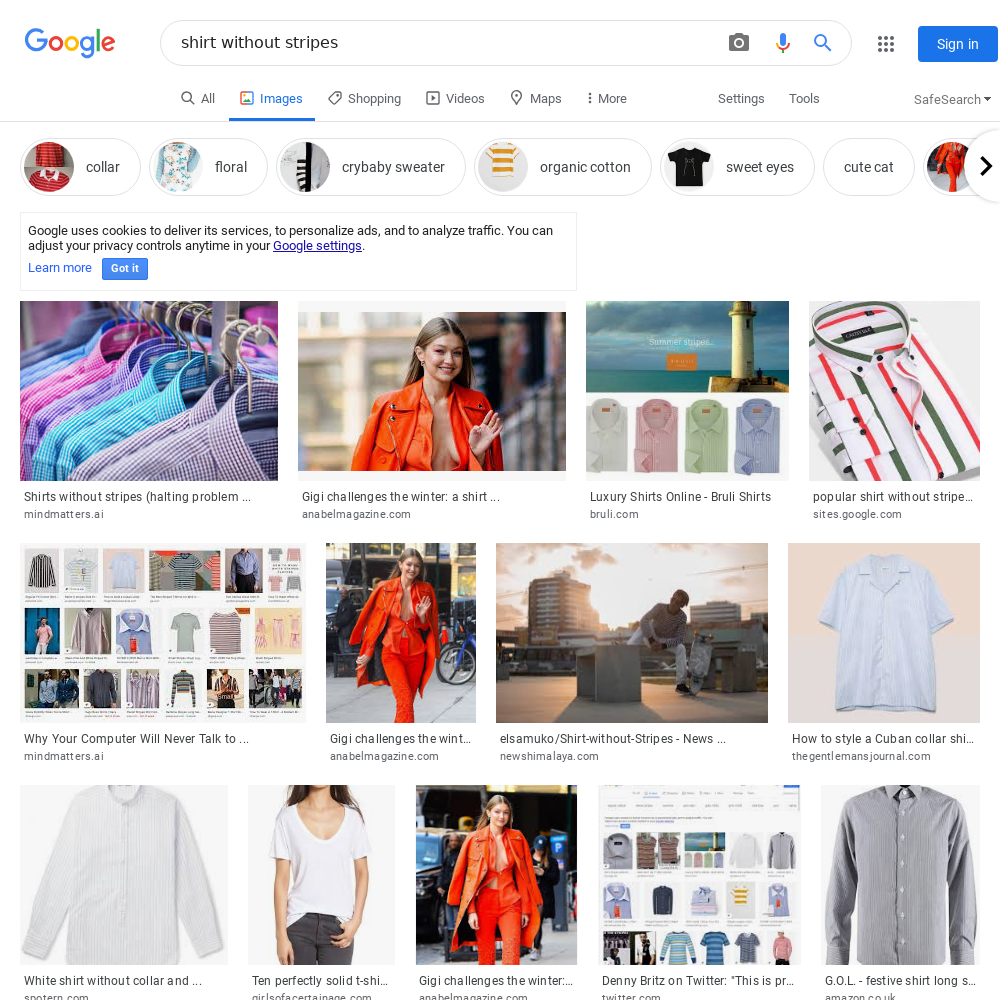 Google
shirt without stripes
Sign in
All
Images
Shopping
Videos
Maps
More
Settings
Tools
SafeSearch
collar
floral
crybaby sweater
organic cotton
sweet eyes
cute cat
Google uses cookies to deliver its services, to personalize ads, and to analyze traffic. You can
adjust your privacy controls anytime in your Google settings.
Learn more
Got it
Summer stripes...
Shirts without stripes (halting problem ...
mindmatters.ai
Gigi challenges the winter: a shirt ...
anabelmagazine.com
Luxury Shirts Online - Bruli Shirts
bruli.com
popular shirt without stripe...
sites.google.com
Why Your Computer Will Never Talk to ...
mindmatters.ai
Gigi challenges the wint...
anabelmagazine.com
elsamuko/Shirt-without-Stripes - News ...
newshimalaya.com
How to style a Cuban collar shi...
thegentlemansjournal.com
White shirt without collar and ...
spotern.com
Ten perfectly solid t-shi...
girlsofacertainage.com
Gigi challenges the winter:...
anabelmagazine.com
Denny Britz on Twitter: "This is pr...
twitter.com
G.O.L. - festive shirt long s...
amazon.co.uk